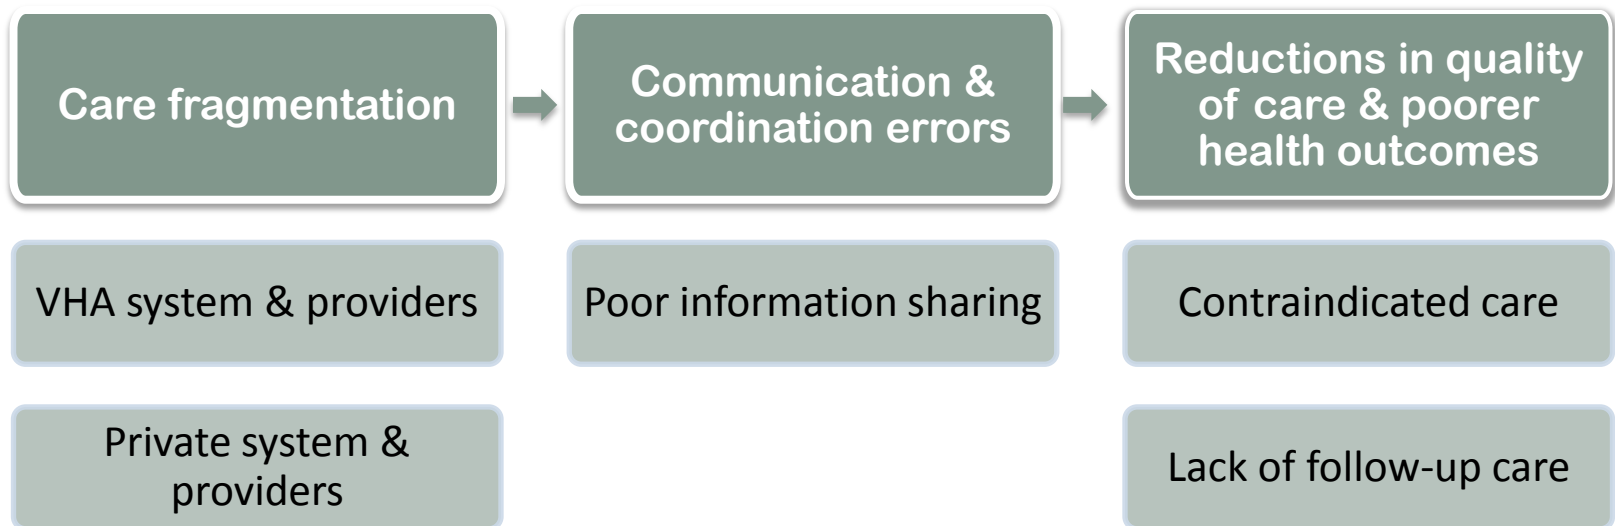 Care fragmentation
Communication &
coordination errors
Reductions in quality
of care & poorer
health outcomes
VHA system & providers
Poor information sharing
Contraindicated care
Private system &
providers
Lack of follow-up care